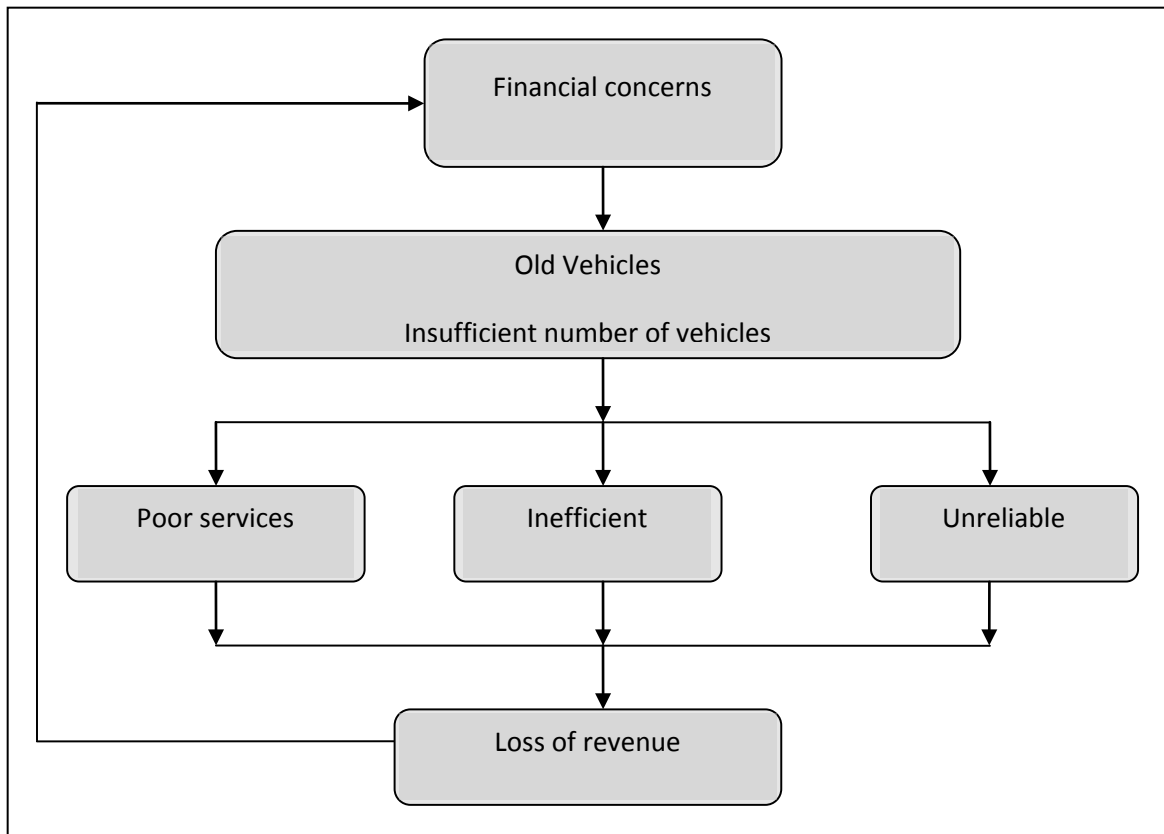 Financial concerns
Old Vehicles
Insufficient number of vehicles
Poor services
Inefficient
Unreliable
Loss of revenue